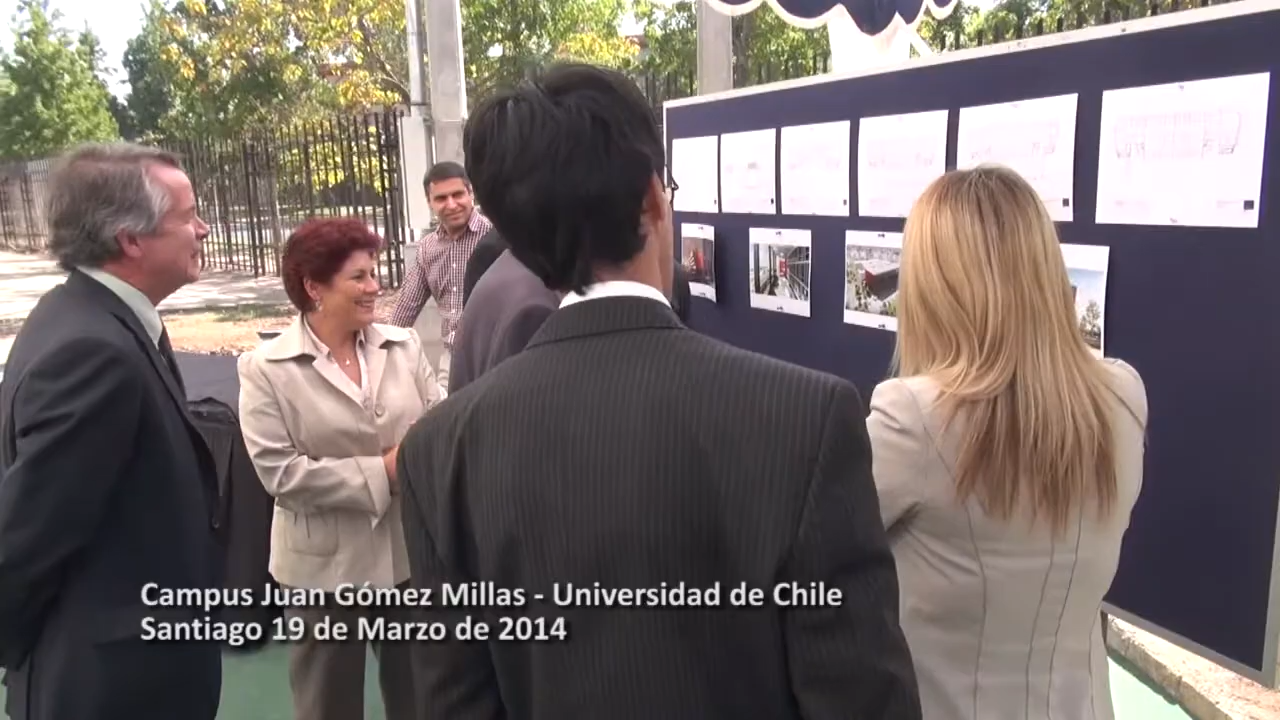 Campus Juan Gómez Millas - Universidad de Chile
Santiago 19 de Marzo de 2014